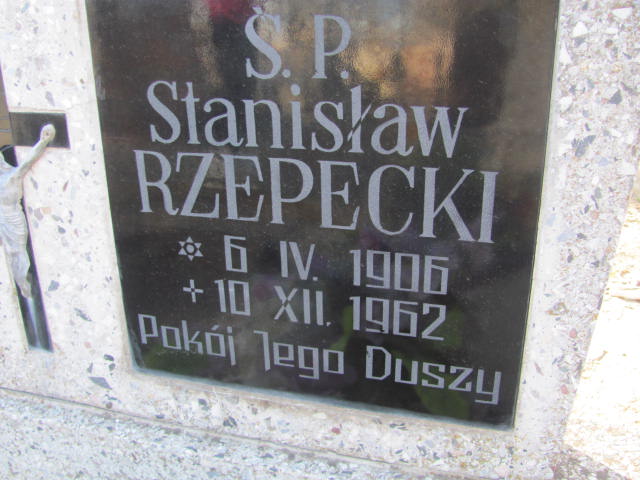 Ś. P.
Stanisław
RZEPECKI
✡ 6 IV. 1906
+ 10 XII. 1962
Pokój Jego Duszy